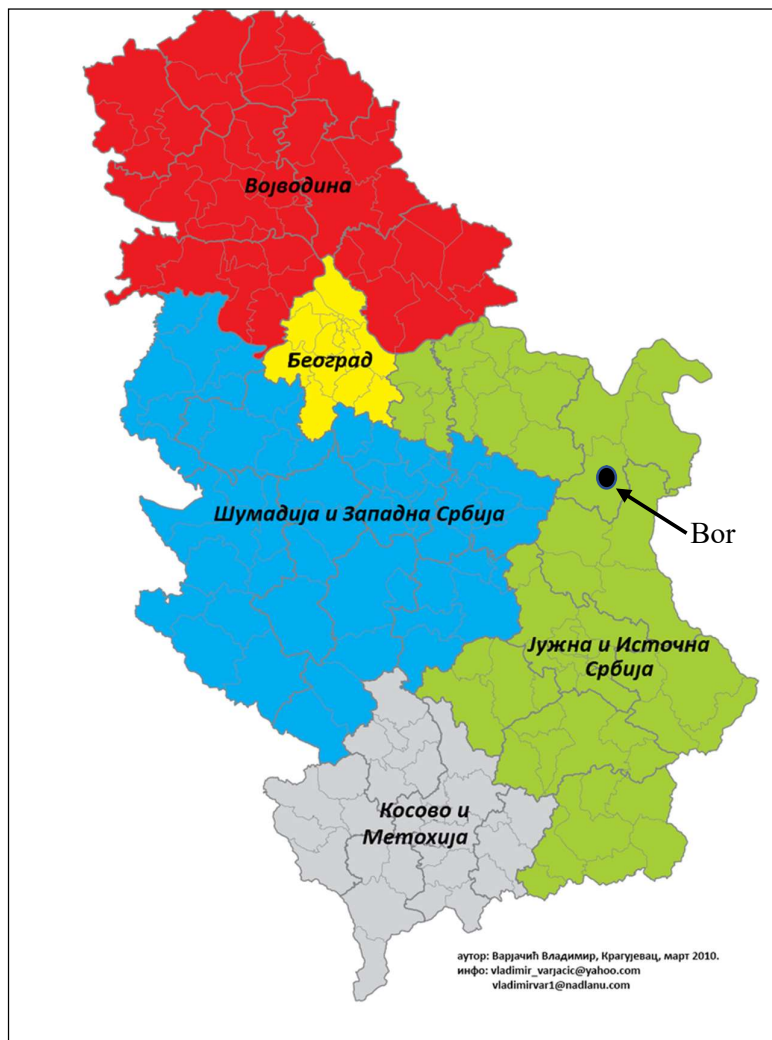 Војводина
Београд
Шумадија и Западна Србија
Bor
Јужна и Источна
Србија
Косово и
Метохија
аутор: Варјачић Владимир, Крагујевац, март 2010.
инфо: vladimir_varjacic@yahoo.com
vladimirvar1@nadlanu.com